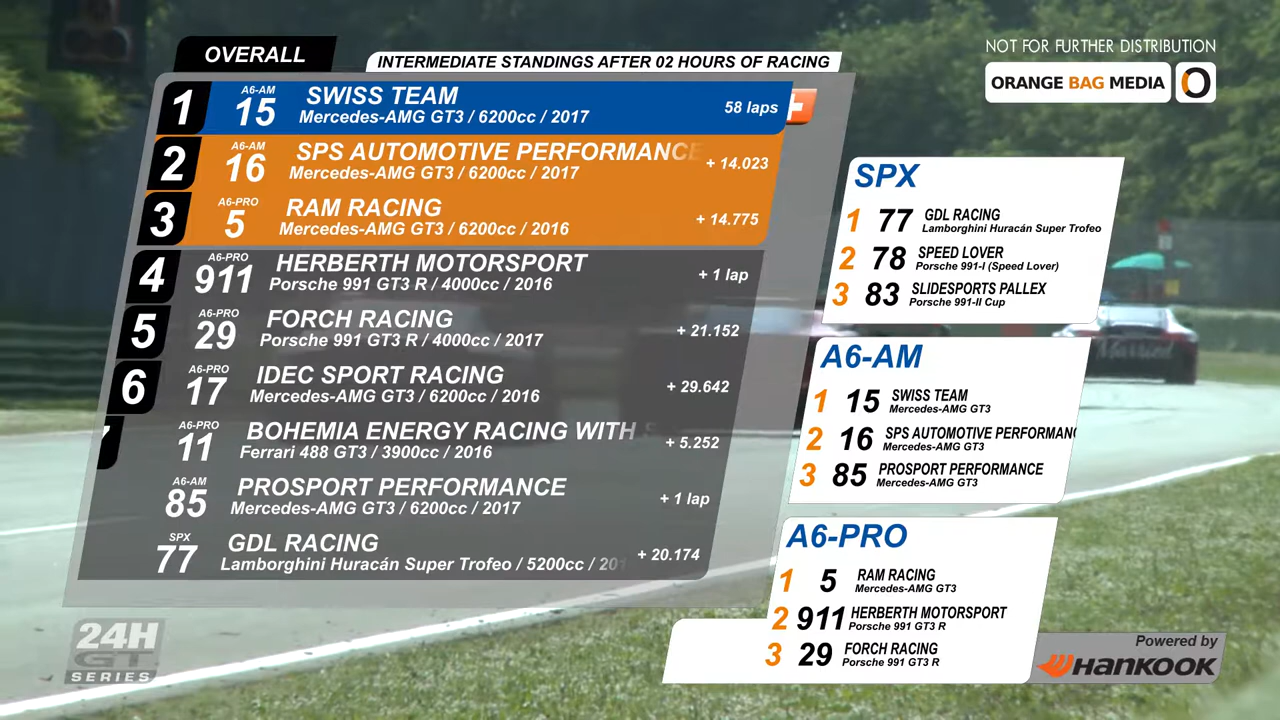 OVERALL
INTERMEDIATE STANDINGS AFTER 02 HOURS OF RACING
1 A6-AM 15 SWISS TEAM 58 laps
Mercedes-AMG GT3 / 6200cc / 2017
2 A6-AM 16 SPS AUTOMOTIVE PERFORMANCE + 14.023
Mercedes-AMG GT3 / 6200cc / 2017
3 A6-PRO 5 RAM RACING + 14.775
Mercedes-AMG GT3 / 6200cc / 2016
4 A6-PRO 911 HERBERTH MOTORSPORT + 1 lap
Porsche 991 GT3 R / 4000cc / 2016
5 A6-PRO 29 FORCH RACING + 21.152
Porsche 991 GT3 R / 4000cc / 2017
6 A6-PRO 17 IDEC SPORT RACING + 29.642
Mercedes-AMG GT3 / 6200cc / 2016
A6-PRO 11 BOHEMIA ENERGY RACING WITH + 5.252
Ferrari 488 GT3 / 3900cc / 2016
A6-AM 85 PROSPORT PERFORMANCE + 1 lap
Mercedes-AMG GT3 / 6200cc / 2017
SPX 77 GDL RACING + 20.174
Lamborghini Huracán Super Trofeo / 5200cc / 201
NOT FOR FURTHER DISTRIBUTION
ORANGE BAG MEDIA
SPX
1 77 GDL RACING
Lamborghini Huracán Super Trofeo
2 78 SPEED LOVER
Porsche 991-I (Speed Lover)
3 83 SLIDESPORTS PALLEX
Porsche 991-II Cup
A6-AM
1 15 SWISS TEAM
Mercedes-AMG GT3
2 16 SPS AUTOMOTIVE PERFORMAN
Mercedes-AMG GT3
3 85 PROSPORT PERFORMANCE
Mercedes-AMG GT3
A6-PRO
1 5 RAM RACING
Mercedes-AMG GT3
2 911 HERBERTH MOTORSPORT
Porsche 991 GT3 R
3 29 FORCH RACING
Porsche 991 GT3 R
24H
GT
SERIES
Powered by
HANKOOK